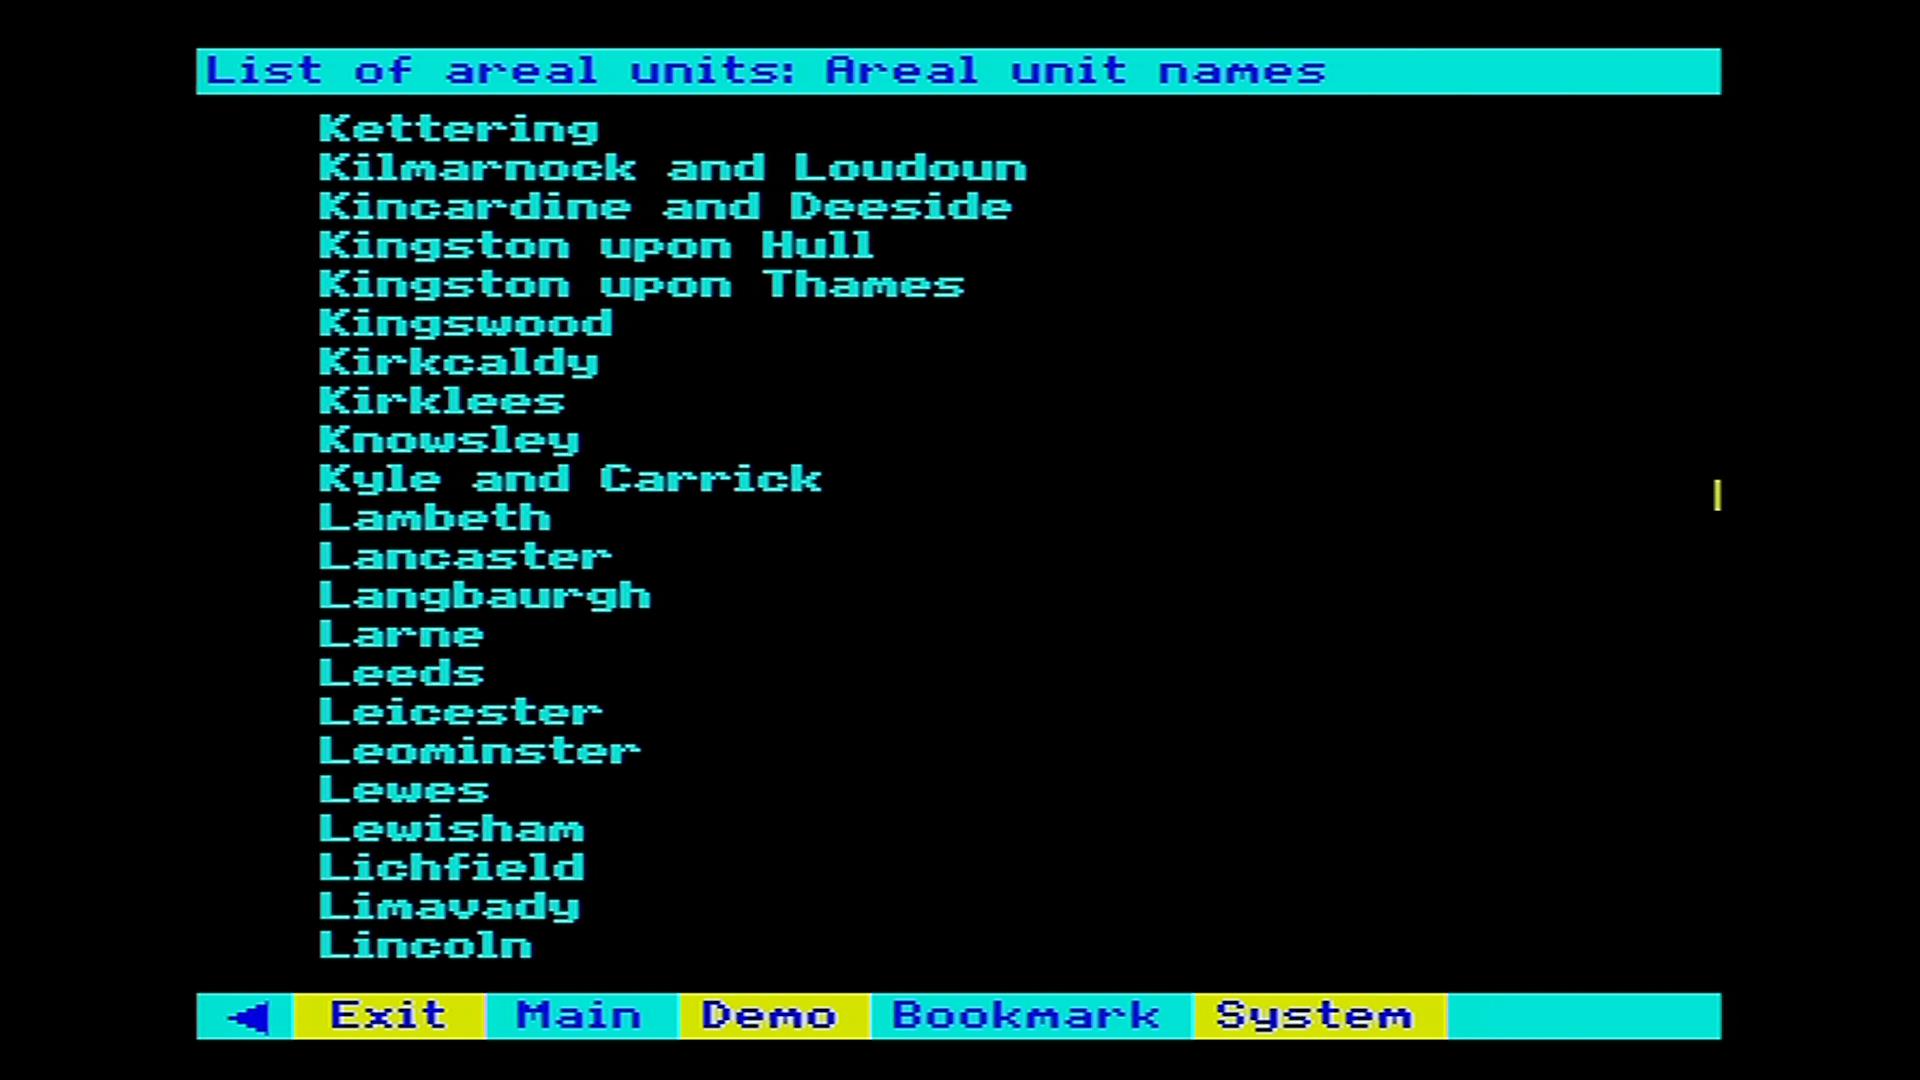 List of areal units: Areal unit names
Kettering
Kilmarnock and Loudoun
Kincardine and Deeside
Kingston upon Hull
Kingston upon Thames
Kingswood
Kirkcaldy
Kirklees
Knowsley
Kyle and Carrick
Lambeth
Lancaster
Langbaurgh
Larne
Leeds
Leicester
Leominster
Lewes
Lewisham
Lichfield
Limavady
Lincoln
Exit Main Demo Bookmark System